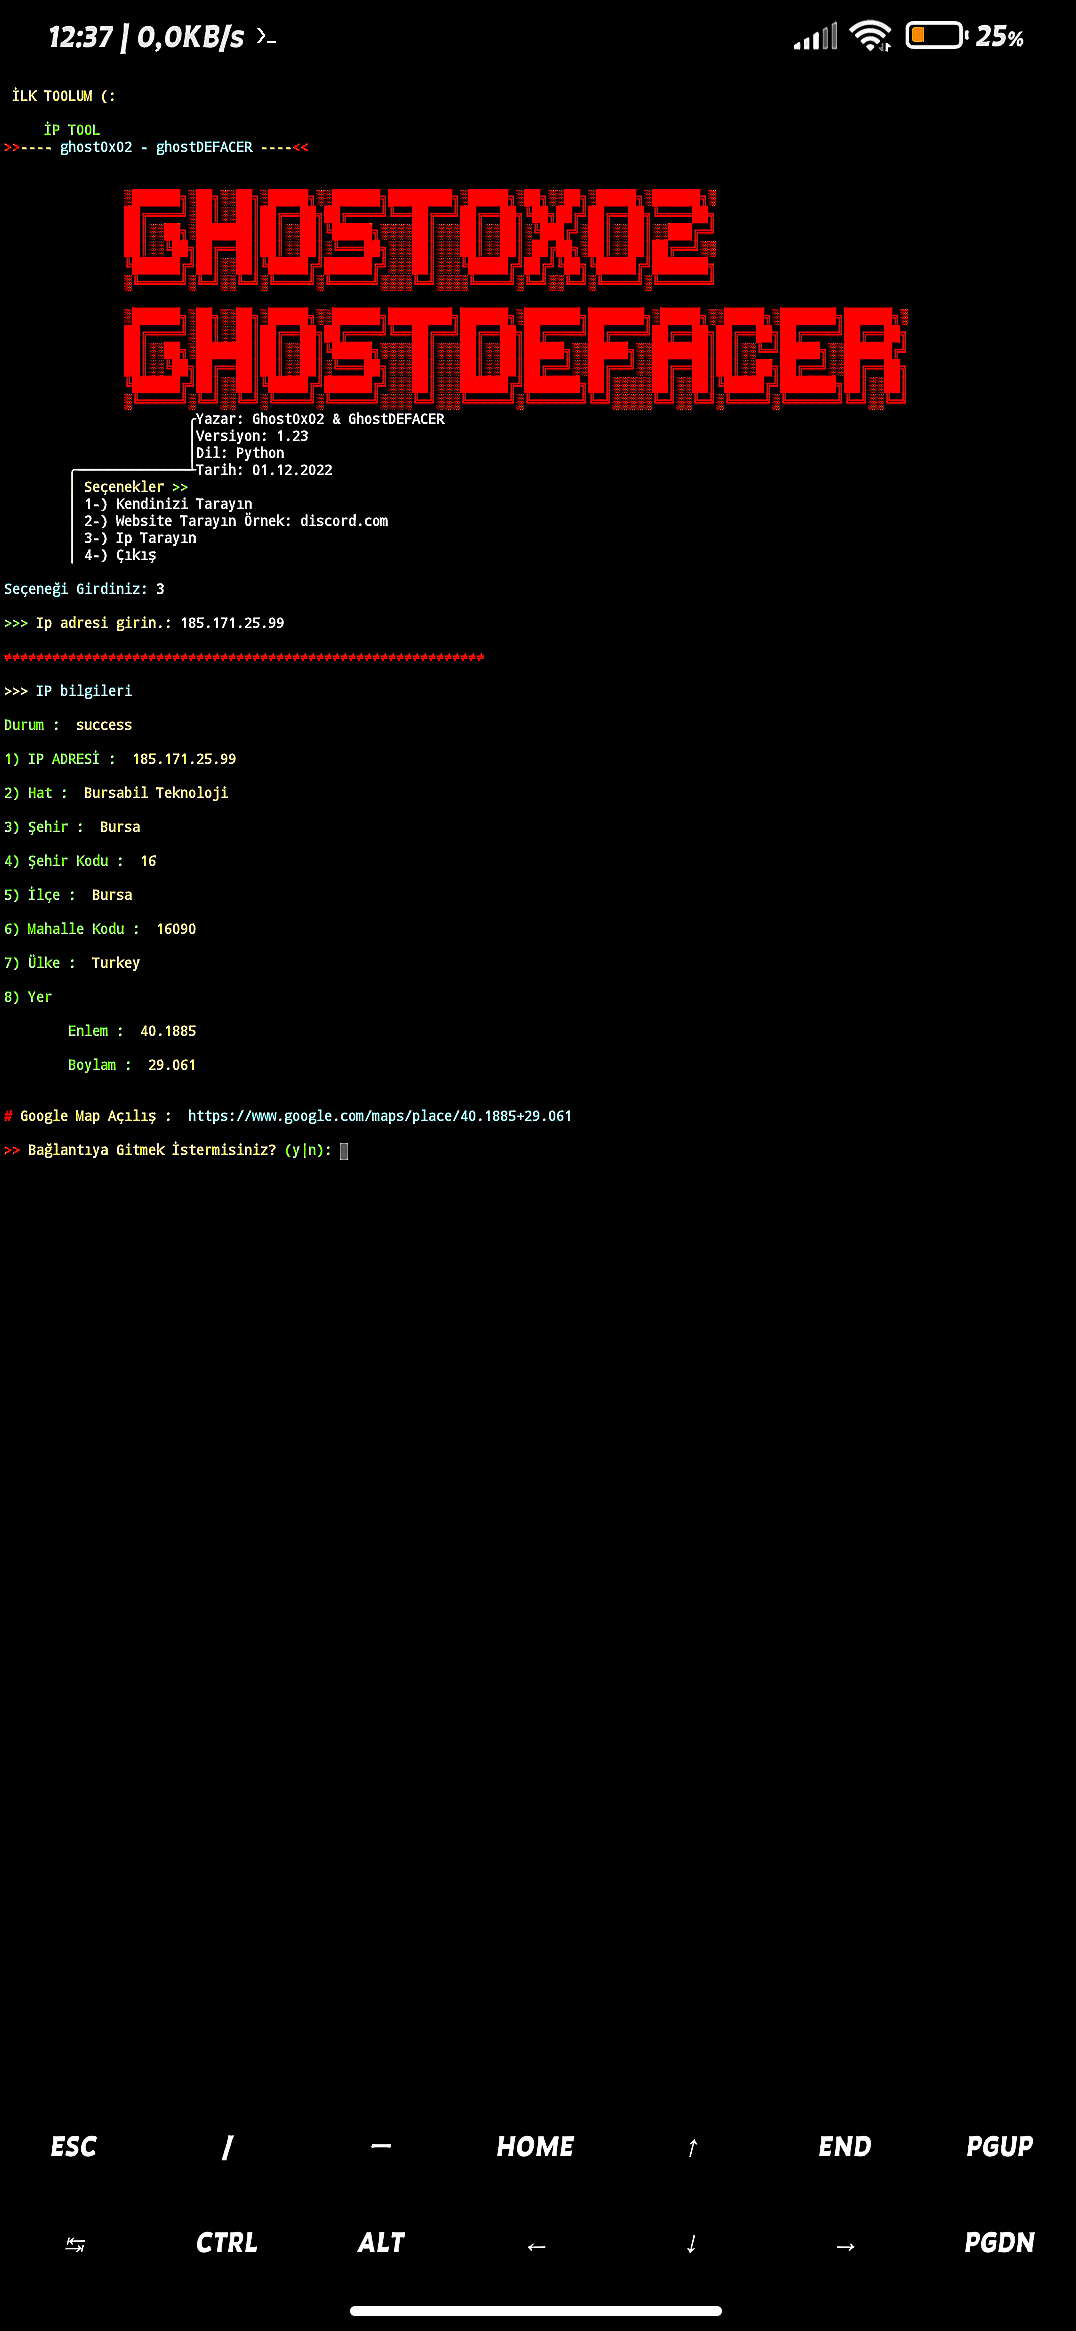 12:37 | 0,0KB/s >_ 25%
İLK TOOLUM (:
İP TOOL
>>---- ghost0x02 - ghostDEFACER ----<<
GHOST0X02
GHOSTDEFACER
Yazar: Ghost0x02 & GhostDEFACER
Versiyon: 1.23
Dil: Python
Tarih: 01.12.2022
Seçenekler >>
1-) Kendinizi Tarayın
2-) Website Tarayın Örnek: discord.com
3-) Ip Tarayın
4-) Çıkış
Seçeneği Girdiniz: 3
>>> Ip adresi girin.: 185.171.25.99
>>> IP bilgileri
Durum :  success
1) IP ADRESİ :  185.171.25.99
2) Hat :  Bursabil Teknoloji
3) Şehir :  Bursa
4) Şehir Kodu :  16
5) İlçe :  Bursa
6) Mahalle Kodu :  16090
7) Ülke :  Turkey
8) Yer
Enlem :  40.1885
Boylam :  29.061
# Google Map Açılış :  https://www.google.com/maps/place/40.1885+29.061
>> Bağlantıya Gitmek İstermisiniz? (y|n):
ESC / — HOME ↑ END PGUP
↹ CTRL ALT ← ↓ → PGDN